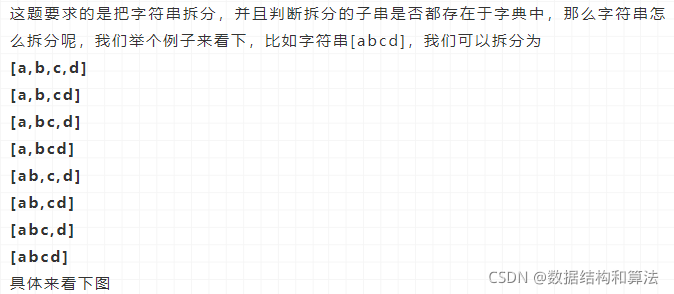 这题要求的是把字符串拆分，并且判断拆分的子串是否都存在于字典中，那么字符串怎
么拆分呢，我们举个例子来看下，比如字符串[abcd]，我们可以拆分为
[a,b,c,d]
[a,b,cd]
[a,bc,d]
[a,bcd]
[ab,c,d]
[ab,cd]
[abc,d]
[abcd]
具体来看下图
CSDN @数据结构和算法